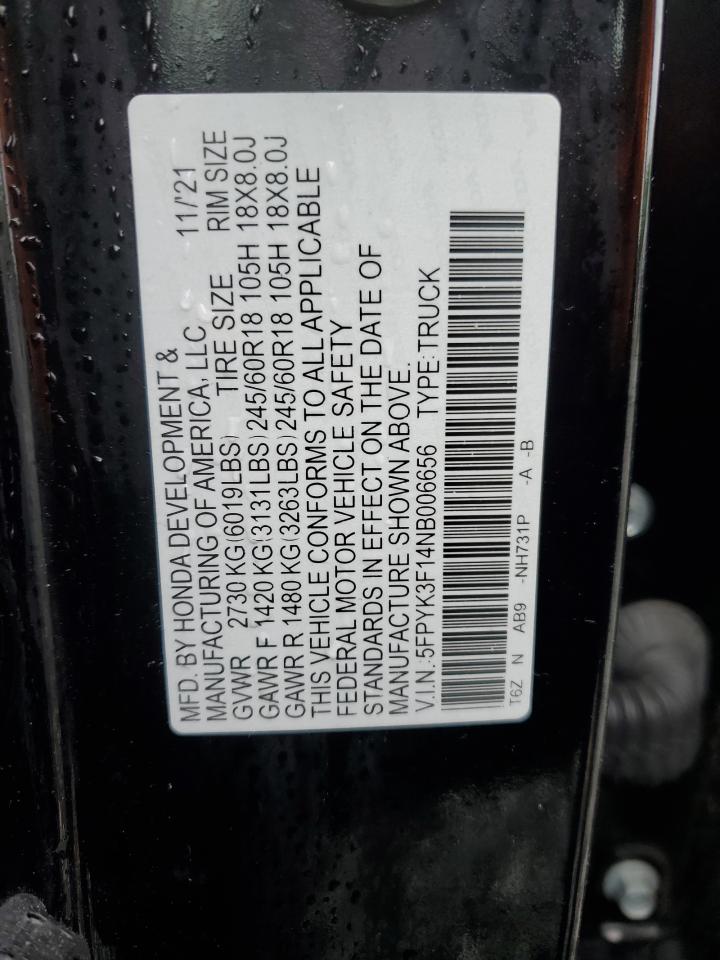 MFD. BY HONDA DEVELOPMENT &
MANUFACTURING OF AMERICA, LLC 11/'21
GVWR 2730 KG(6019LBS) TIRE SIZE RIM SIZE
GAWR F 1420 KG(3131LBS)245/60R18 105H 18X8.0J
GAWR R 1480 KG(3263LBS)245/60R18 105H 18X8.0J
THIS VEHICLE CONFORMS TO ALL APPLICABLE
FEDERAL MOTOR VEHICLE SAFETY
STANDARDS IN EFFECT ON THE DATE OF
MANUFACTURE SHOWN ABOVE.
V.I.N.:5FPYK3F14NB006656 TYPE:TRUCK
T6Z N AB9 -NH731P -A -B